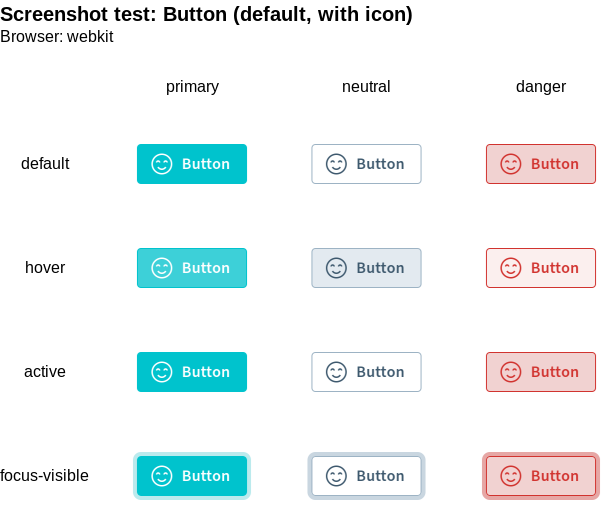 Screenshot test: Button (default, with icon)
Browser: webkit
primary neutral danger
default Button Button Button
hover Button Button Button
active Button Button Button
focus-visible Button Button Button